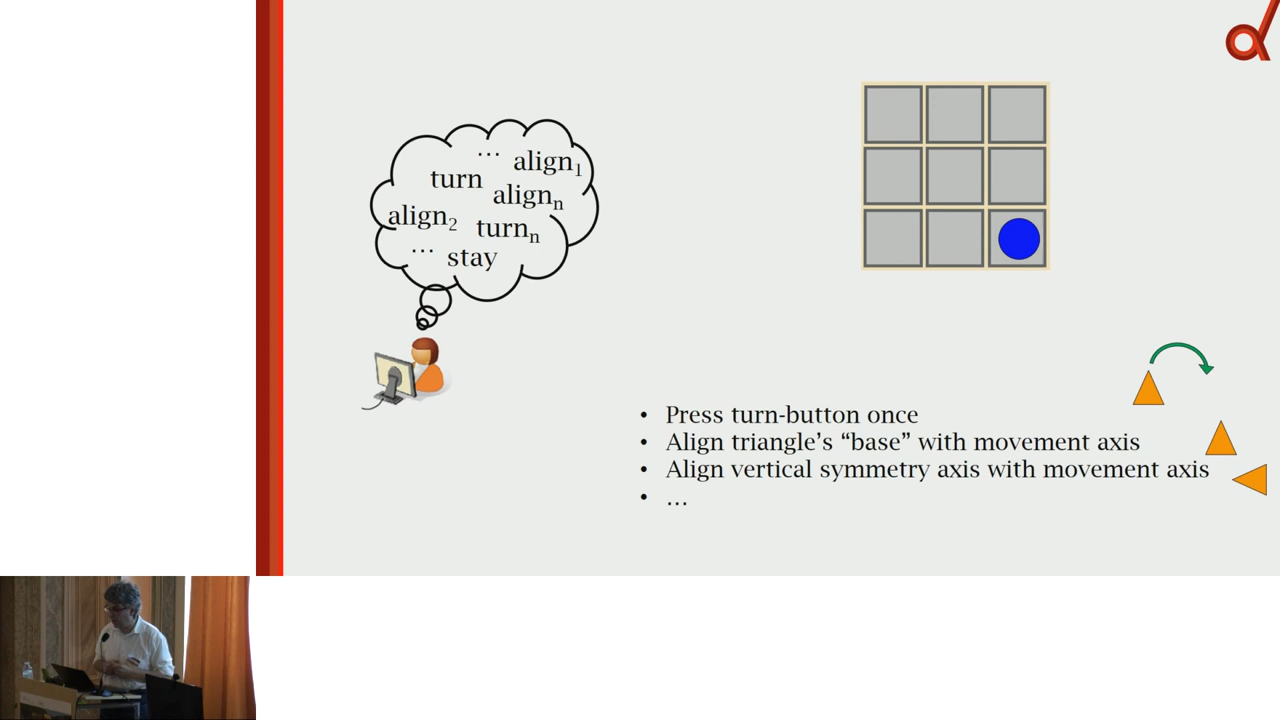 … align1
turn
alignn
align2
turnn
… stay
• Press turn-button once
• Align triangle’s “base” with movement axis
• Align vertical symmetry axis with movement axis
• …